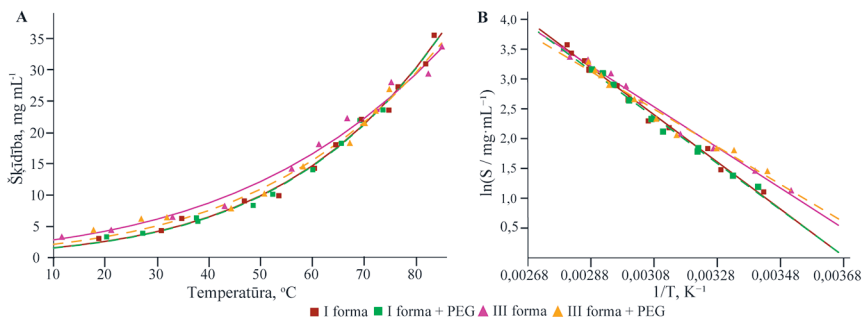 A
Šķīdība, mg mL⁻¹
35
30
25
20
15
10
5
0
10 20 30 40 50 60 70 80
Temperatūra, °C
B
ln(S / mg·mL⁻¹)
4,0
3,5
3,0
2,5
2,0
1,5
1,0
0,5
0,00268 0,00288 0,00308 0,00328 0,00348 0,00368
1/T, K⁻¹
I forma I forma + PEG III forma III forma + PEG